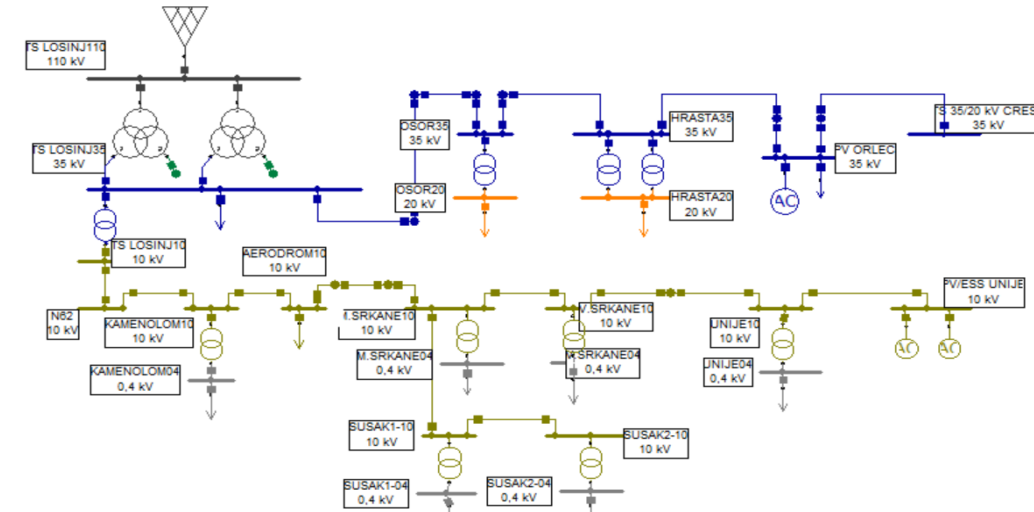 TS LOSINJ110
110 kV
TS LOSINJ35
35 kV
OSOR35
35 kV
HRASTA35
35 kV
TS 35/20 kV CRES
35 kV
PV ORLEC
35 kV
OSOR20
20 kV
HRASTA20
20 kV
AC
TS LOSINJ10
10 kV
AERODROM10
10 kV
N62
10 kV
KAMENOLOM10
10 kV
M.SRKANE10
10 kV
V.SRKANE10
10 kV
UNIJE10
10 kV
PV/ESS UNIJE
10 kV
AC
AC
KAMENOLOM04
0,4 kV
M.SRKANE04
0,4 kV
V.SRKANE04
0,4 kV
UNIJE04
0,4 kV
SUSAK1-10
10 kV
SUSAK2-10
10 kV
SUSAK1-04
0,4 kV
SUSAK2-04
0,4 kV